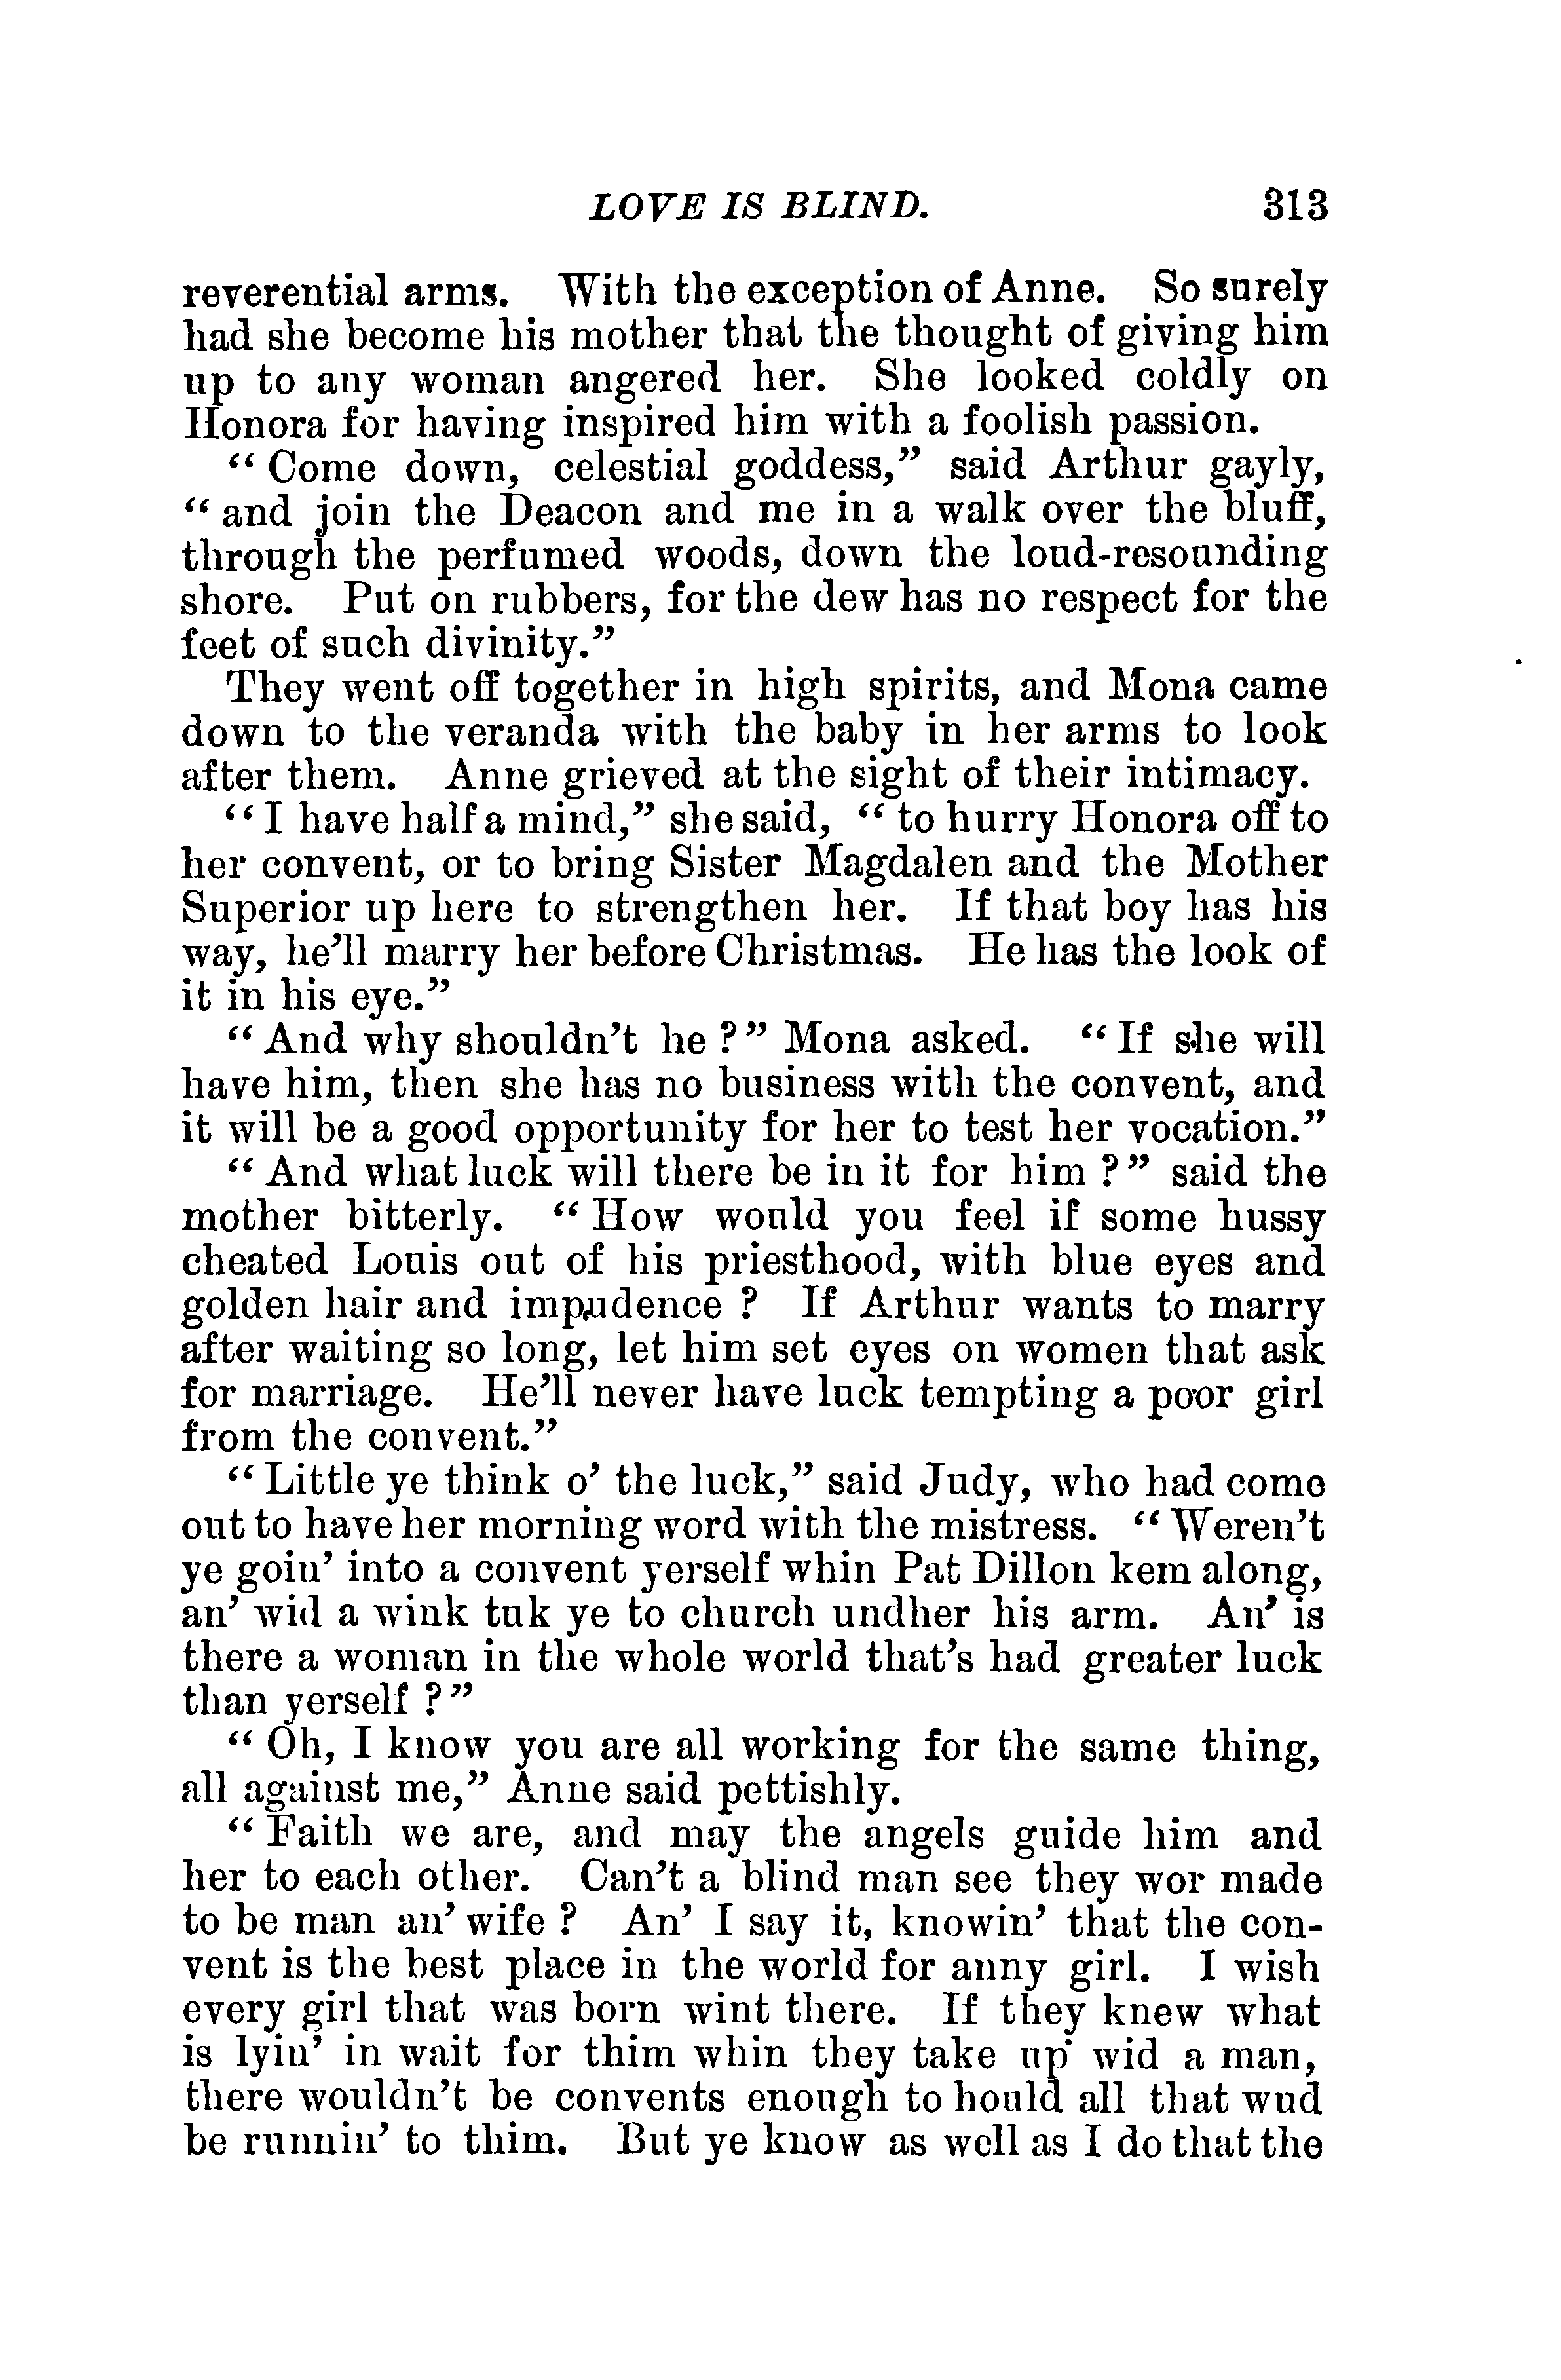 LOVE IS BLIND. 313
reverential arms. With the exception of Anne. So surely
had she become his mother that the thought of giving him
up to any woman angered her. She looked coldly on
Honora for having inspired him with a foolish passion.
“Come down, celestial goddess,” said Arthur gayly,
“and join the Deacon and me in a walk over the bluff,
through the perfumed woods, down the loud-resounding
shore. Put on rubbers, for the dew has no respect for the
feet of such divinity.”
They went off together in high spirits, and Mona came
down to the veranda with the baby in her arms to look
after them. Anne grieved at the sight of their intimacy.
“I have half a mind,” she said, “to hurry Honora off to
her convent, or to bring Sister Magdalen and the Mother
Superior up here to strengthen her. If that boy has his
way, he’ll marry her before Christmas. He has the look of
it in his eye.”
“And why shouldn’t he?” Mona asked. “If she will
have him, then she has no business with the convent, and
it will be a good opportunity for her to test her vocation.”
“And what luck will there be in it for him?” said the
mother bitterly. “How would you feel if some hussy
cheated Louis out of his priesthood, with blue eyes and
golden hair and impudence? If Arthur wants to marry
after waiting so long, let him set eyes on women that ask
for marriage. He’ll never have luck tempting a poor girl
from the convent.”
“Little ye think o’ the luck,” said Judy, who had come
out to have her morning word with the mistress. “Weren’t
ye goin’ into a convent yerself whin Pat Dillon kem along,
an’ wid a wink tuk ye to church undher his arm. An’ is
there a woman in the whole world that’s had greater luck
than yerself?”
“Oh, I know you are all working for the same thing,
all against me,” Anne said pettishly.
“Faith we are, and may the angels guide him and
her to each other. Can’t a blind man see they wor made
to be man an’ wife? An’ I say it, knowin’ that the con-
vent is the best place in the world for anny girl. I wish
every girl that was born wint there. If they knew what
is lyin’ in wait for thim whin they take up wid a man,
there wouldn’t be convents enough to hould all that wud
be runnin’ to thim. But ye know as well as I do that the